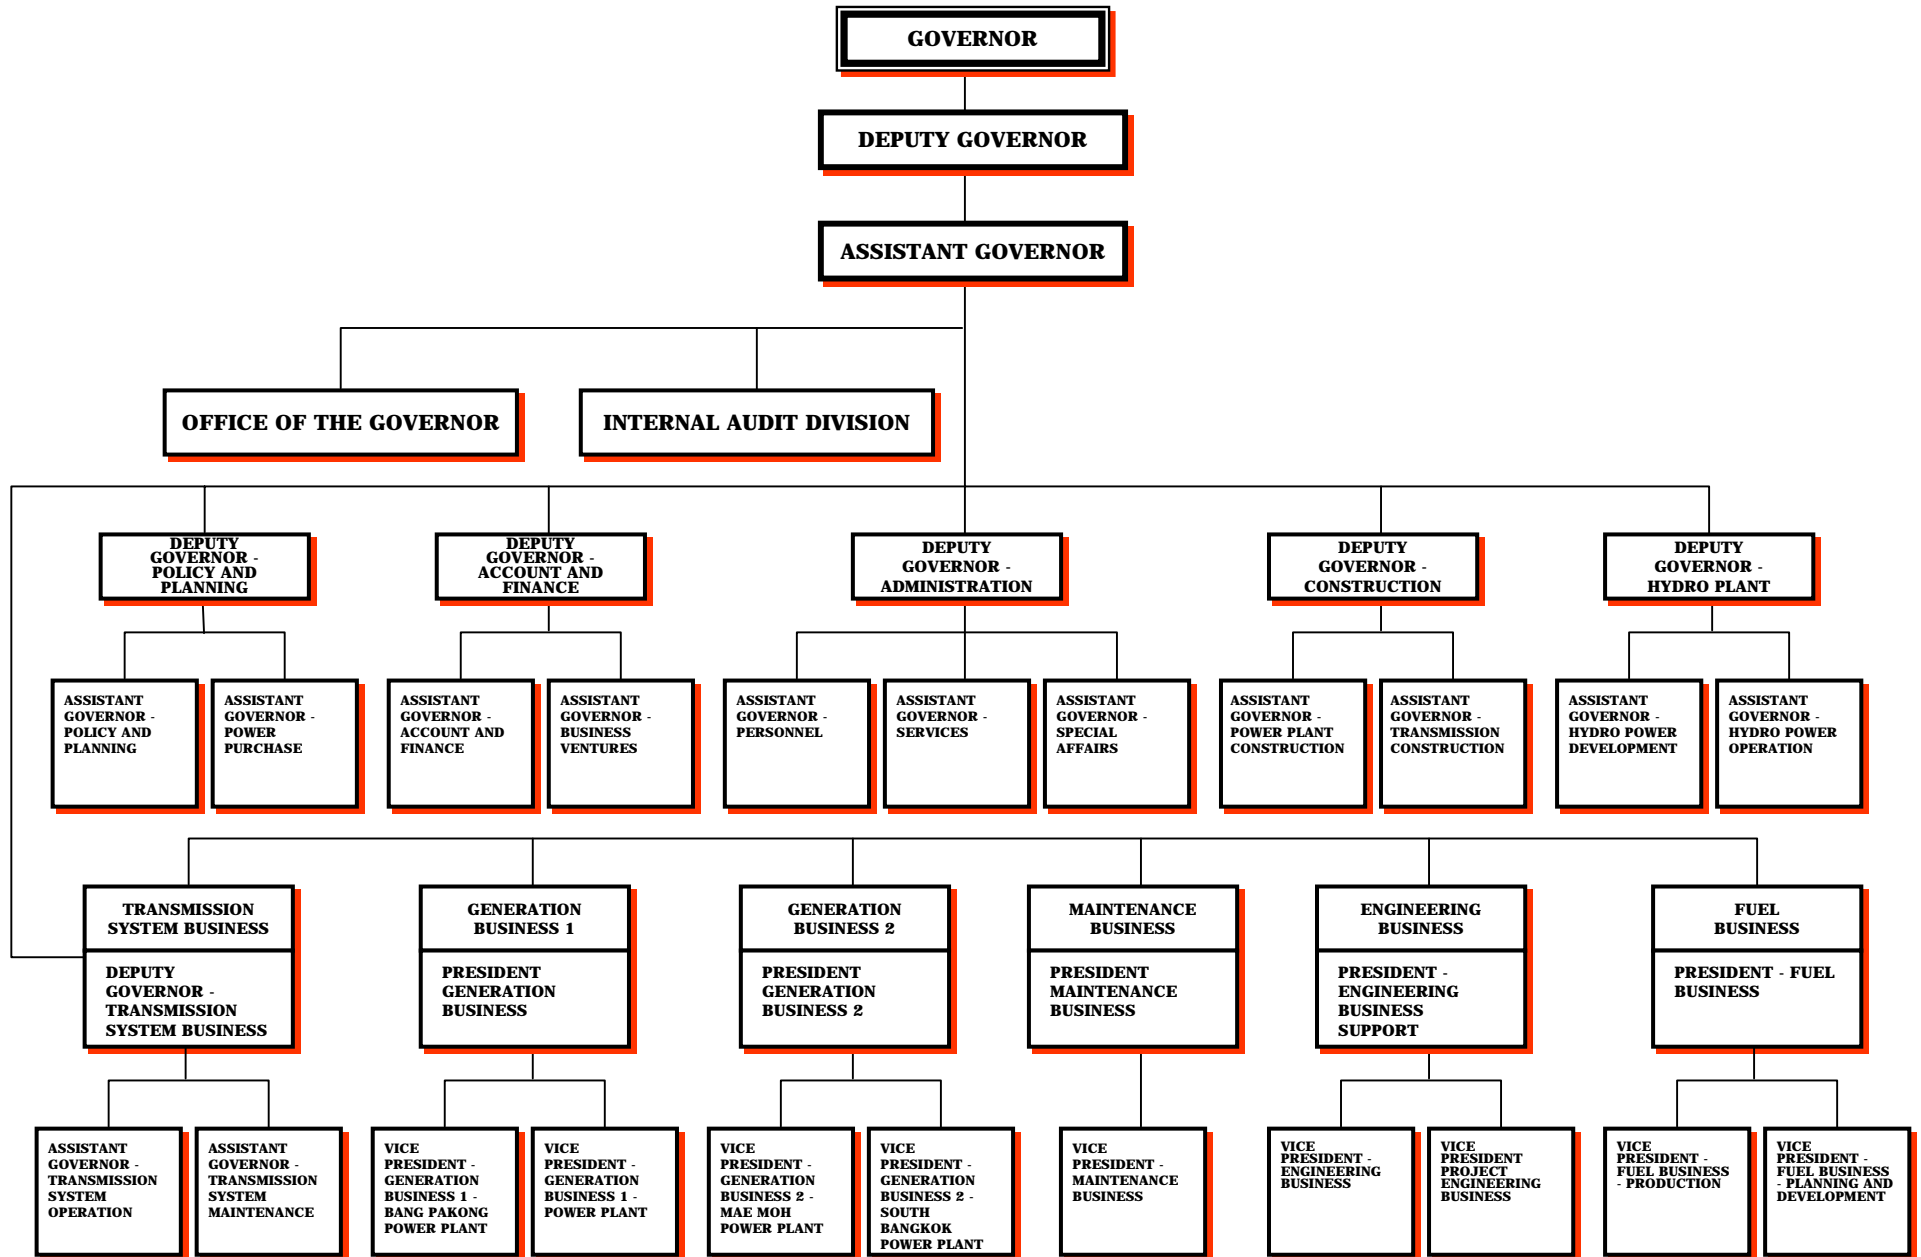 GOVERNOR
DEPUTY GOVERNOR
ASSISTANT GOVERNOR
OFFICE OF THE GOVERNOR
INTERNAL AUDIT DIVISION
DEPUTY
GOVERNOR -
POLICY AND
PLANNING
DEPUTY
GOVERNOR -
ACCOUNT AND
FINANCE
DEPUTY
GOVERNOR -
ADMINISTRATION
DEPUTY
GOVERNOR -
CONSTRUCTION
DEPUTY
GOVERNOR -
HYDRO PLANT
ASSISTANT
GOVERNOR -
POLICY AND
PLANNING
ASSISTANT
GOVERNOR -
POWER
PURCHASE
ASSISTANT
GOVERNOR -
ACCOUNT AND
FINANCE
ASSISTANT
GOVERNOR -
BUSINESS
VENTURES
ASSISTANT
GOVERNOR -
PERSONNEL
ASSISTANT
GOVERNOR -
SERVICES
ASSISTANT
GOVERNOR -
SPECIAL
AFFAIRS
ASSISTANT
GOVERNOR -
POWER PLANT
CONSTRUCTION
ASSISTANT
GOVERNOR -
TRANSMISSION
CONSTRUCTION
ASSISTANT
GOVERNOR -
HYDRO POWER
DEVELOPMENT
ASSISTANT
GOVERNOR -
HYDRO POWER
OPERATION
TRANSMISSION
SYSTEM BUSINESS
DEPUTY
GOVERNOR -
TRANSMISSION
SYSTEM BUSINESS
GENERATION
BUSINESS 1
PRESIDENT
GENERATION
BUSINESS
GENERATION
BUSINESS 2
PRESIDENT
GENERATION
BUSINESS 2
MAINTENANCE
BUSINESS
PRESIDENT
MAINTENANCE
BUSINESS
ENGINEERING
BUSINESS
PRESIDENT -
ENGINEERING
BUSINESS
SUPPORT
FUEL
BUSINESS
PRESIDENT - FUEL
BUSINESS
ASSISTANT
GOVERNOR -
TRANSMISSION
SYSTEM
OPERATION
ASSISTANT
GOVERNOR -
TRANSMISSION
SYSTEM
MAINTENANCE
VICE
PRESIDENT -
GENERATION
BUSINESS 1 -
BANG PAKONG
POWER PLANT
VICE
PRESIDENT -
GENERATION
BUSINESS 1 -
POWER PLANT
VICE
PRESIDENT -
GENERATION
BUSINESS 2 -
MAE MOH
POWER PLANT
VICE
PRESIDENT -
GENERATION
BUSINESS 2 -
SOUTH
BANGKOK
POWER PLANT
VICE
PRESIDENT -
MAINTENANCE
BUSINESS
VICE
PRESIDENT -
ENGINEERING
BUSINESS
VICE
PRESIDENT
PROJECT
ENGINEERING
BUSINESS
VICE
PRESIDENT -
FUEL BUSINESS
- PRODUCTION
VICE
PRESIDENT -
FUEL BUSINESS
- PLANNING AND
DEVELOPMENT